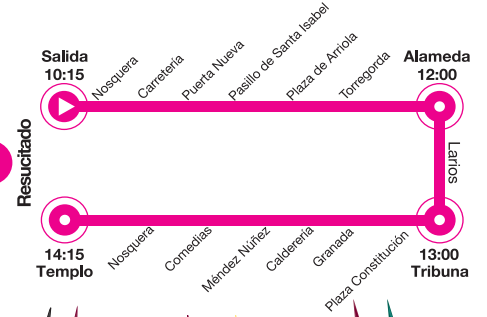 Salida
10:15
Nosquera
Carretería
Puerta Nueva
Pasillo de Santa Isabel
Plaza de Arriola
Torregorda
Alameda
12:00
Resucitado
Larios
14:15
Templo
Nosquera
Comedias
Méndez Núñez
Calderería
Granada
Plaza Constitución
13:00
Tribuna